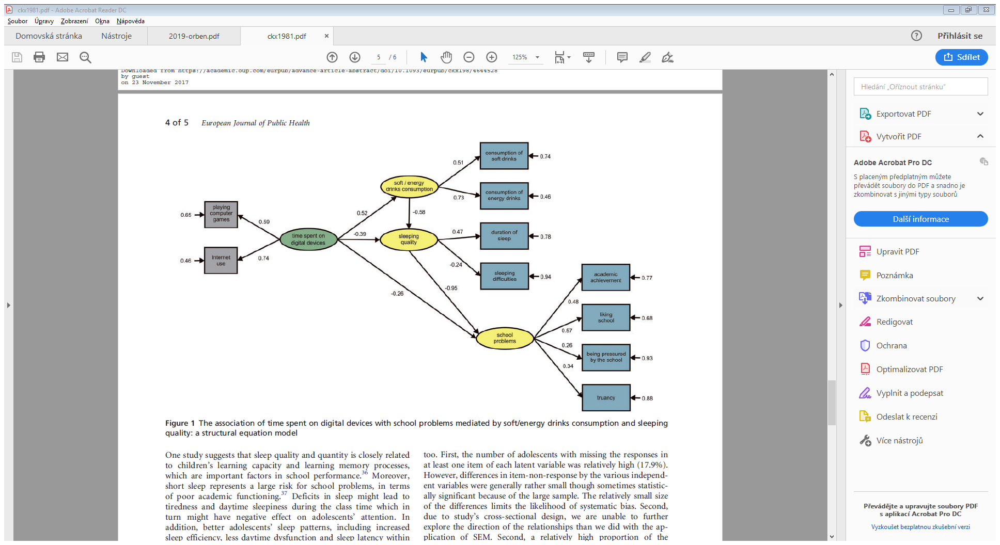 ckx1981.pdf - Adobe Acrobat Reader DC
Soubor Úpravy Zobrazení Okna Nápověda
Domovská stránka Nástroje 2019-orben.pdf ckx1981.pdf × ? Přihlásit se
5 / 6 125% Sdílet
Downloaded from https://academic.oup.com/eurpub/advance-article-abstract/doi/10.1093/eurpub/ckx198/4644528
by guest
on 23 November 2017
4 of 5 European Journal of Public Health
consumption of
soft drinks
0.74
0.51
soft / energy
drinks consumption
consumption of
energy drinks
0.46
0.73
playing
computer
games
0.65
0.59
0.52
-0.58
time spent on
digital devices
-0.39
sleeping
quality
0.47
duration of
sleep
0.78
Internet
use
0.46
0.74
-0.24
sleeping
difficulties
0.94
-0.26
-0.95
academic
achievement
0.77
0.48
liking
school
0.68
0.57
school
problems
0.26
being pressured
by the school
0.93
0.34
truancy
0.88
Figure 1 The association of time spent on digital devices with school problems mediated by soft/energy drinks consumption and sleeping
quality: a structural equation model
One study suggests that sleep quality and quantity is closely related
to children's learning capacity and learning memory processes,
which are important factors in school performance.36 Moreover,
short sleep represents a large risk for school problems, in terms
of poor academic functioning.37 Deficits in sleep might lead to
tiredness and daytime sleepiness during the class time which in
turn might have negative effect on adolescents' attention. In
addition, better adolescents' sleep patterns, including increased
sleep efficiency, less daytime dysfunction and sleep latency within
too. First, the number of adolescents with missing the responses in
at least one item of each latent variable was relatively high (17.9%).
However, differences in item-non-response by the various independ-
ent variables were generally rather small though sometimes statistic-
ally significant because of the large sample. The relatively small size
of the differences limits the likelihood of systematic bias. Second,
due to study's cross-sectional design, we are unable to further
explore the direction of the relationships than we did with the ap-
plication of SEM. Second, a relatively high proportion of the
Hledání „Oříznout stránku"
Exportovat PDF
Vytvořit PDF
Adobe Acrobat Pro DC
S placeným předplatným můžete
převádět soubory do PDF a snadno je
zkombinovat s jinými typy souborů
Další informace
Upravit PDF
Poznámka
Zkombinovat soubory
Redigovat
Ochrana
Optimalizovat PDF
Vyplnit a podepsat
Odeslat k recenzi
Více nástrojů
Převádějte a upravujte soubory PDF
s aplikací Acrobat Pro DC
Vyzkoušet bezplatnou zkušební verzi